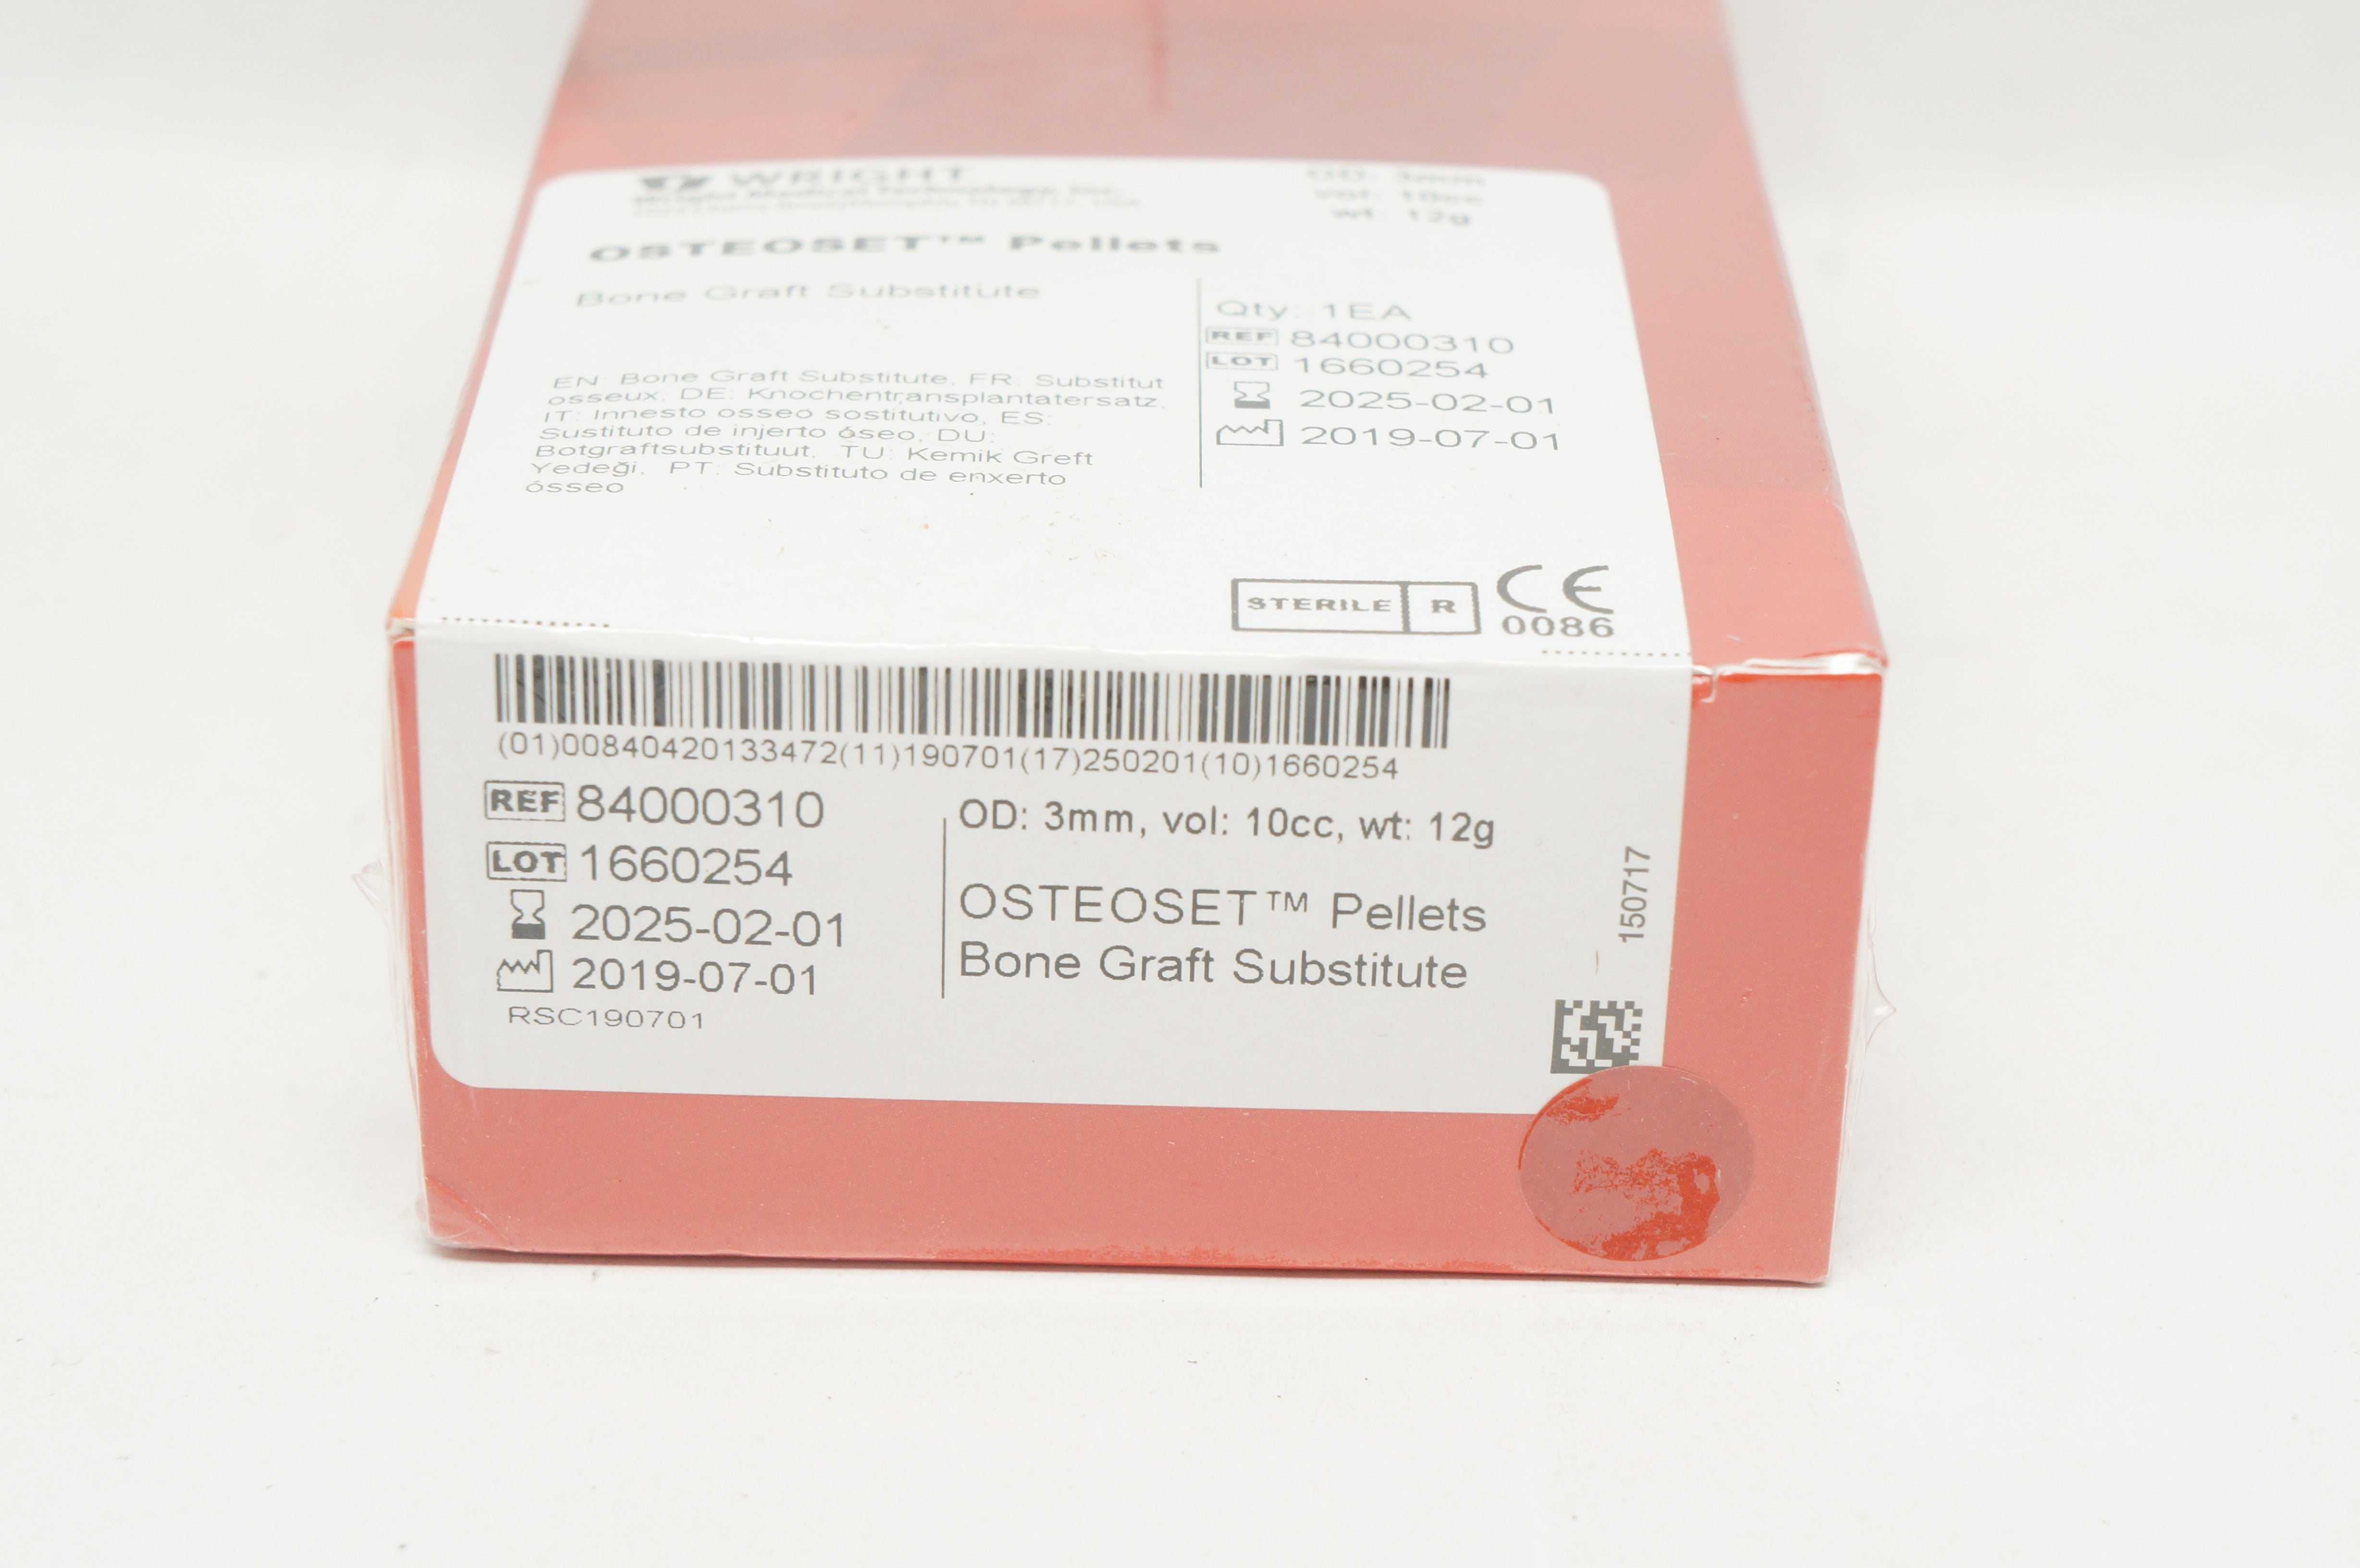 WRIGHT
Wright Medical Technology, Inc.
OD: 3mm
vol: 10cc
wt: 12g
OSTEOSET™ Pellets
Bone Graft Substitute
Qty: 1EA
REF 84000310
LOT 1660254
2025-02-01
2019-07-01
EN: Bone Graft Substitute, FR: Substitut
osseux, DE: Knochentransplantatersatz,
IT: Innesto osseo sostitutivo, ES:
Sustituto de injerto óseo, DU:
Botgraftsubstituut, TU: Kemik Greft
Yedeği, PT: Substituto de enxerto
ósseo
STERILE R
CE
0086
(01)00840420133472(11)190701(17)250201(10)1660254
REF 84000310
LOT 1660254
2025-02-01
2019-07-01
RSC190701
OD: 3mm, vol: 10cc, wt: 12g
OSTEOSET™ Pellets
Bone Graft Substitute
150717